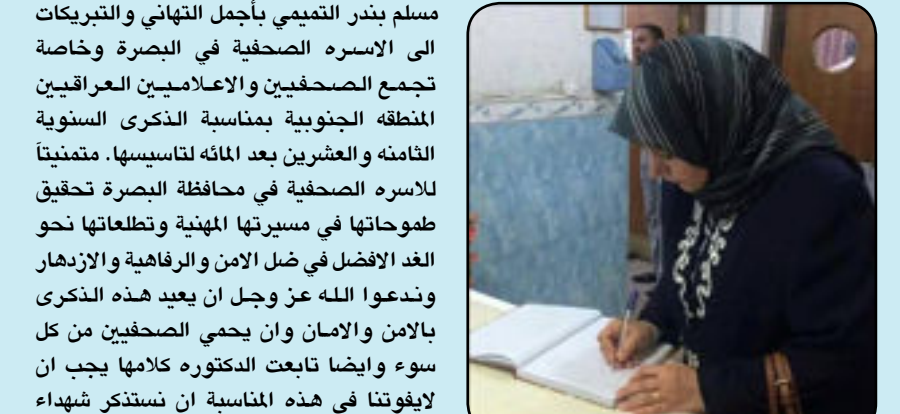 مسلم بندر التميمي بأجمل التهاني والتبريكات
الى الاسره الصحفية في البصرة وخاصة
تجمع الصحفيين والاعلاميين العراقيين
المنطقه الجنوبية بمناسبة الذكرى السنوية
الثامنه والعشرين بعد المائه لتاسيسها. متمنيتاً
للاسره الصحفية في محافظة البصرة تحقيق
طموحاتها في مسيرتها المهنية وتطلعاتها نحو
الغد الافضل في ضل الامن والرفاهية والازدهار
وندعوا الله عز وجل ان يعيد هذه الذكرى
بالامن والامان وان يحمي الصحفيين من كل
سوء وايضا تابعت الدكتوره كلامها يجب ان
لايفوتنا في هذه المناسبة ان نستذكر شهداء